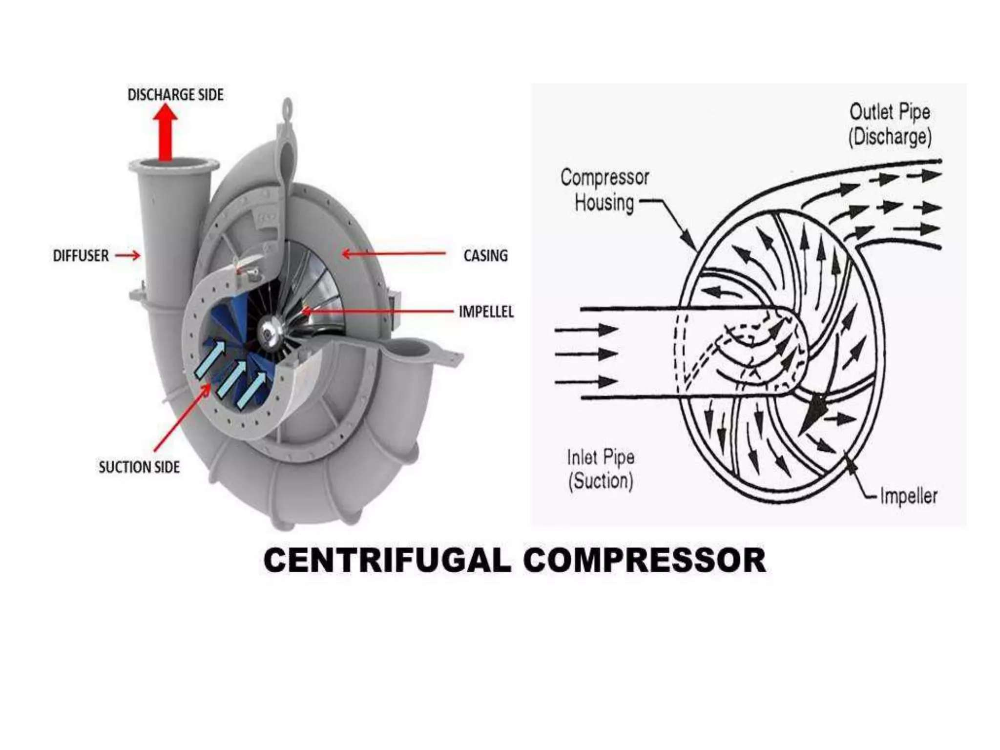 DISCHARGE SIDE
DIFFUSER
CASING
IMPELLEL
SUCTION SIDE
Outlet Pipe
(Discharge)
Compressor
Housing
Inlet Pipe
(Suction)
Impeller
CENTRIFUGAL COMPRESSOR